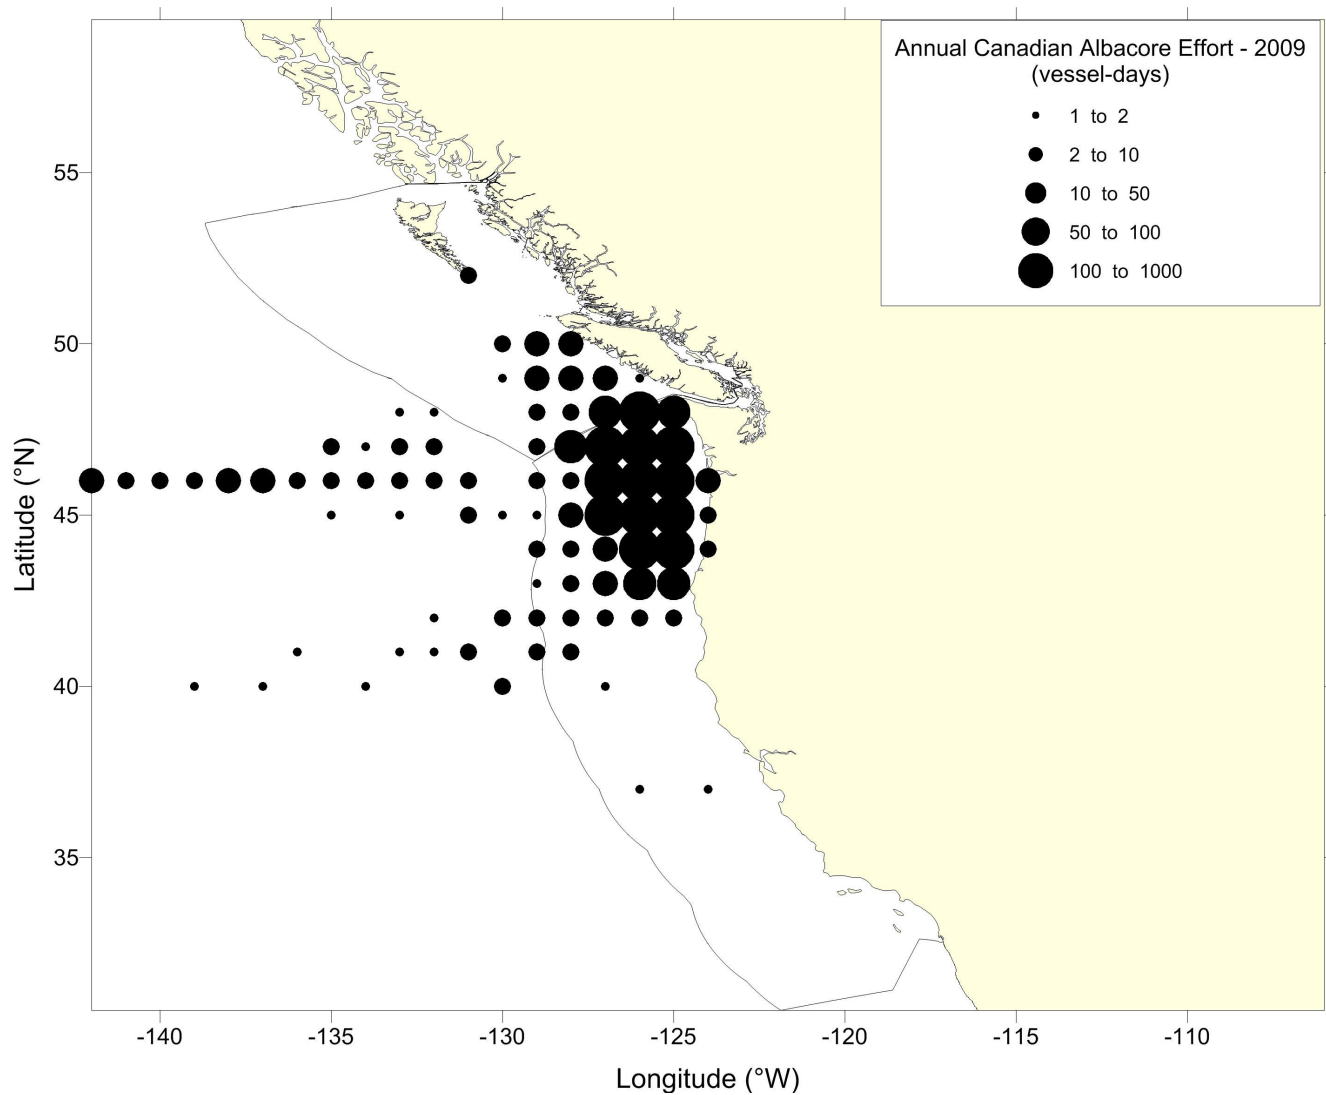 Annual Canadian Albacore Effort - 2009
(vessel-days)
1 to 2
2 to 10
10 to 50
50 to 100
100 to 1000
55
50
45
40
35
Latitude (°N)
-140
-135
-130
-125
-120
-115
-110
Longitude (°W)